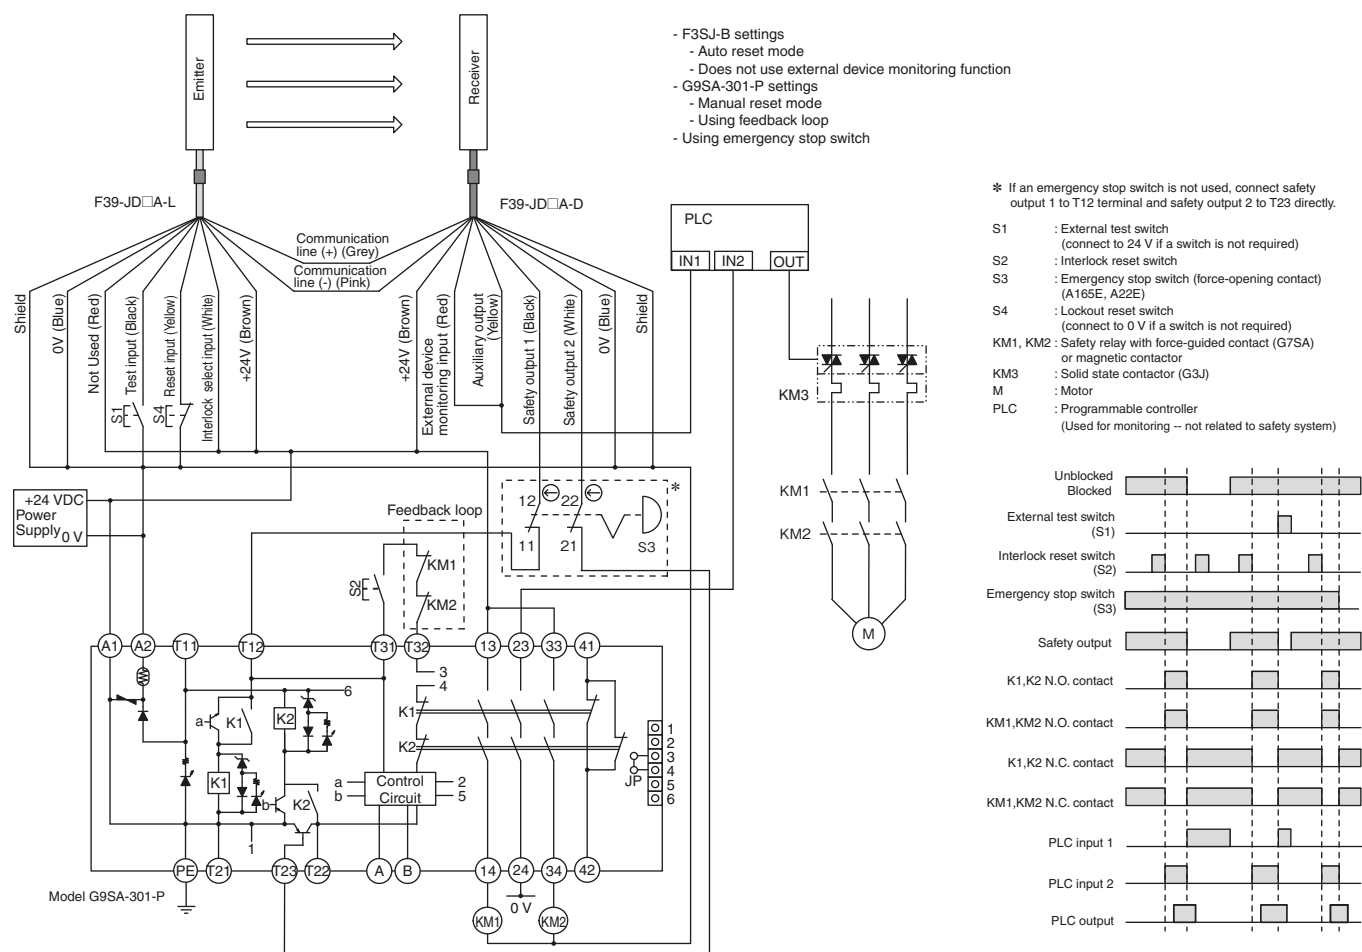 Emitter
Receiver
- F3SJ-B settings
- Auto reset mode
- Does not use external device monitoring function
- G9SA-301-P settings
- Manual reset mode
- Using feedback loop
- Using emergency stop switch
F39-JD□A-L
F39-JD□A-D
Communication
line (+) (Grey)
Communication
line (-) (Pink)
Shield
0V (Blue)
Not Used (Red)
Test input (Black)
Reset input (Yellow)
Interlock select input (White)
+24V (Brown)
+24V (Brown)
External device
monitoring input (Red)
Auxiliary output
(Yellow)
Safety output 1 (Black)
Safety output 2 (White)
0V (Blue)
Shield
S1
S4
PLC
IN1
IN2
OUT
KM3
KM1
KM2
M
✻ If an emergency stop switch is not used, connect safety
output 1 to T12 terminal and safety output 2 to T23 directly.
S1 : External test switch
(connect to 24 V if a switch is not required)
S2 : Interlock reset switch
S3 : Emergency stop switch (force-opening contact)
(A165E, A22E)
S4 : Lockout reset switch
(connect to 0 V if a switch is not required)
KM1, KM2 : Safety relay with force-guided contact (G7SA)
or magnetic contactor
KM3 : Solid state contactor (G3J)
M : Motor
PLC : Programmable controller
(Used for monitoring -- not related to safety system)
+24 VDC
Power
Supply
0 V
Feedback loop
S2
KM1
KM2
12
22
11
21
S3
✻
A1
A2
T11
T12
T31
T32
13
23
33
41
3
4
6
a
K1
K2
K1
K2
K1
b
K2
1
a
b
Control
Circuit
2
5
JP
1
2
3
4
5
6
PE
T21
T23
T22
A
B
14
24
34
42
Model G9SA-301-P
KM1
0 V
KM2
Unblocked
Blocked
External test switch
(S1)
Interlock reset switch
(S2)
Emergency stop switch
(S3)
Safety output
K1,K2 N.O. contact
KM1,KM2 N.O. contact
K1,K2 N.C. contact
KM1,KM2 N.C. contact
PLC input 1
PLC input 2
PLC output